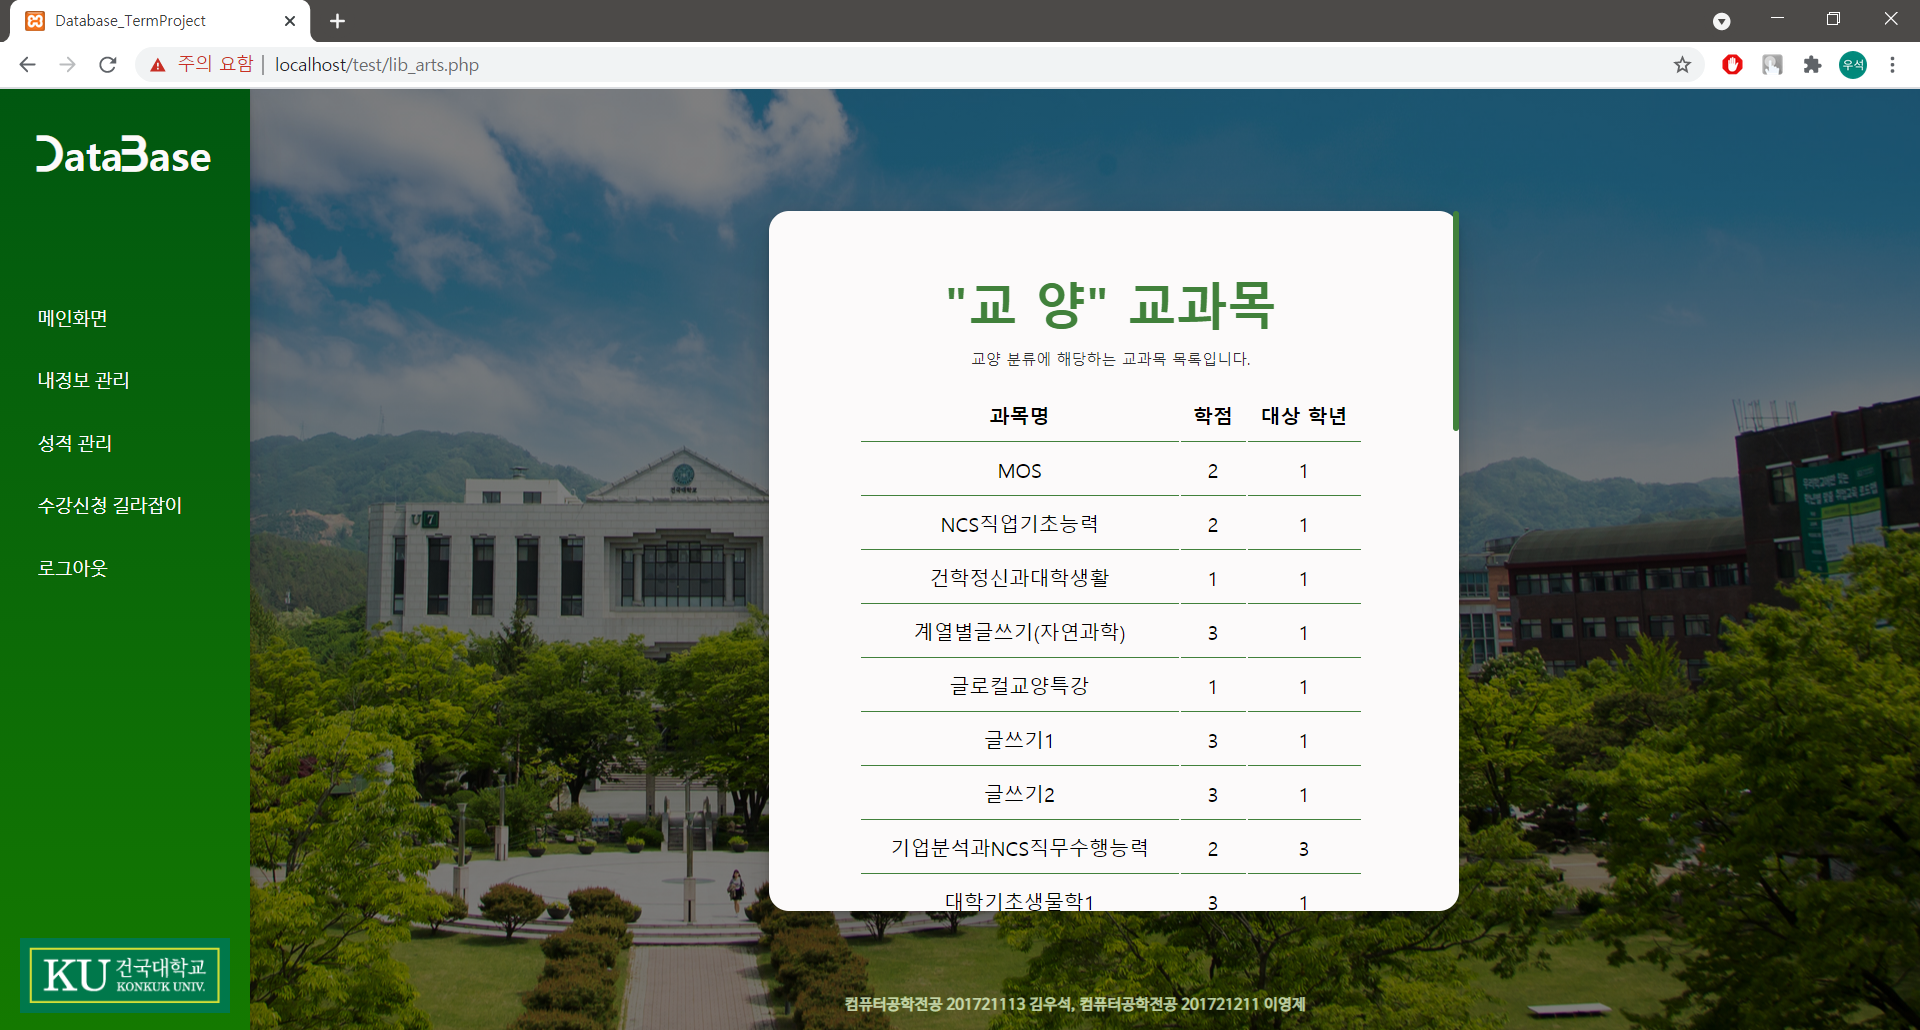 Database_TermProject
주의 요함 | localhost/test/lib_arts.php
우석
DataBase
메인화면
내정보 관리
성적 관리
수강신청 길라잡이
로그아웃
KU 건국대학교
KONKUK UNIV.
"교 양" 교과목
교양 분류에 해당하는 교과목 목록입니다.
과목명 학점 대상 학년
MOS 2 1
NCS직업기초능력 2 1
건학정신과대학생활 1 1
계열별글쓰기(자연과학) 3 1
글로컬교양특강 1 1
글쓰기1 3 1
글쓰기2 3 1
기업분석과NCS직무수행능력 2 3
대학기초생물학1 3 1
건국대학교
U 7
컴퓨터공학전공 201721113 김우석, 컴퓨터공학전공 201721211 이영제